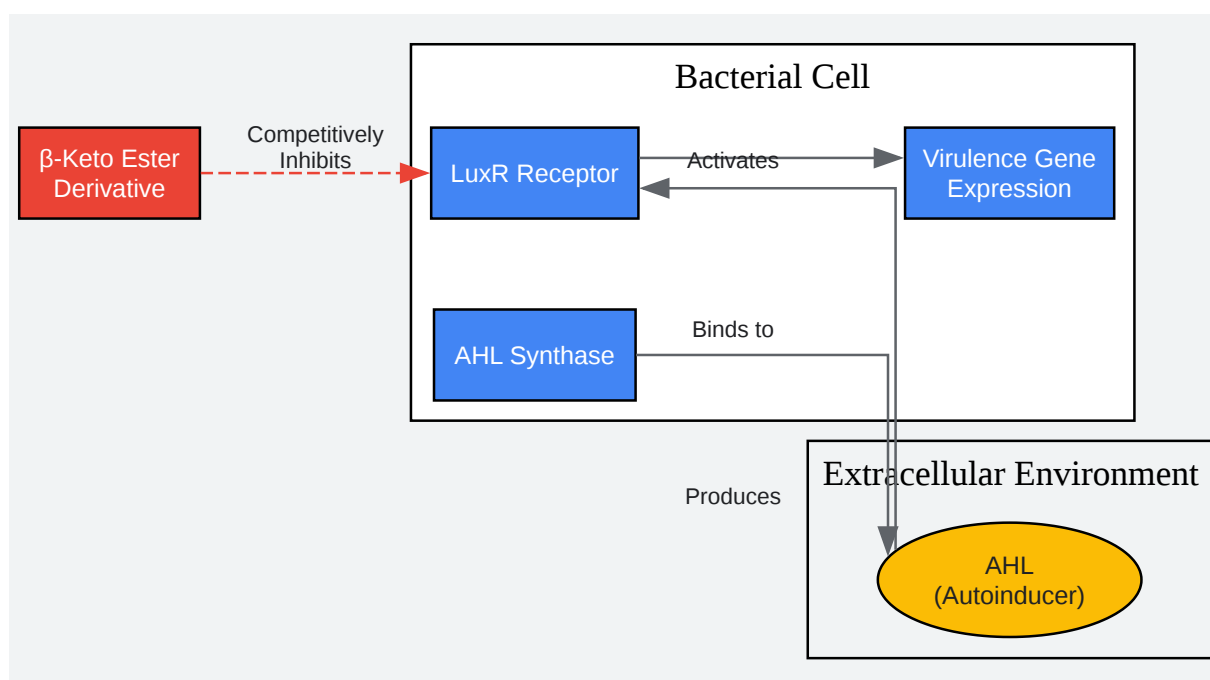 Bacterial Cell
Competitively
Inhibits
β-Keto Ester
Derivative
LuxR Receptor
Activates
Virulence Gene
Expression
Binds to
AHL Synthase
Extracellular Environment
Produces
AHL
(Autoinducer)